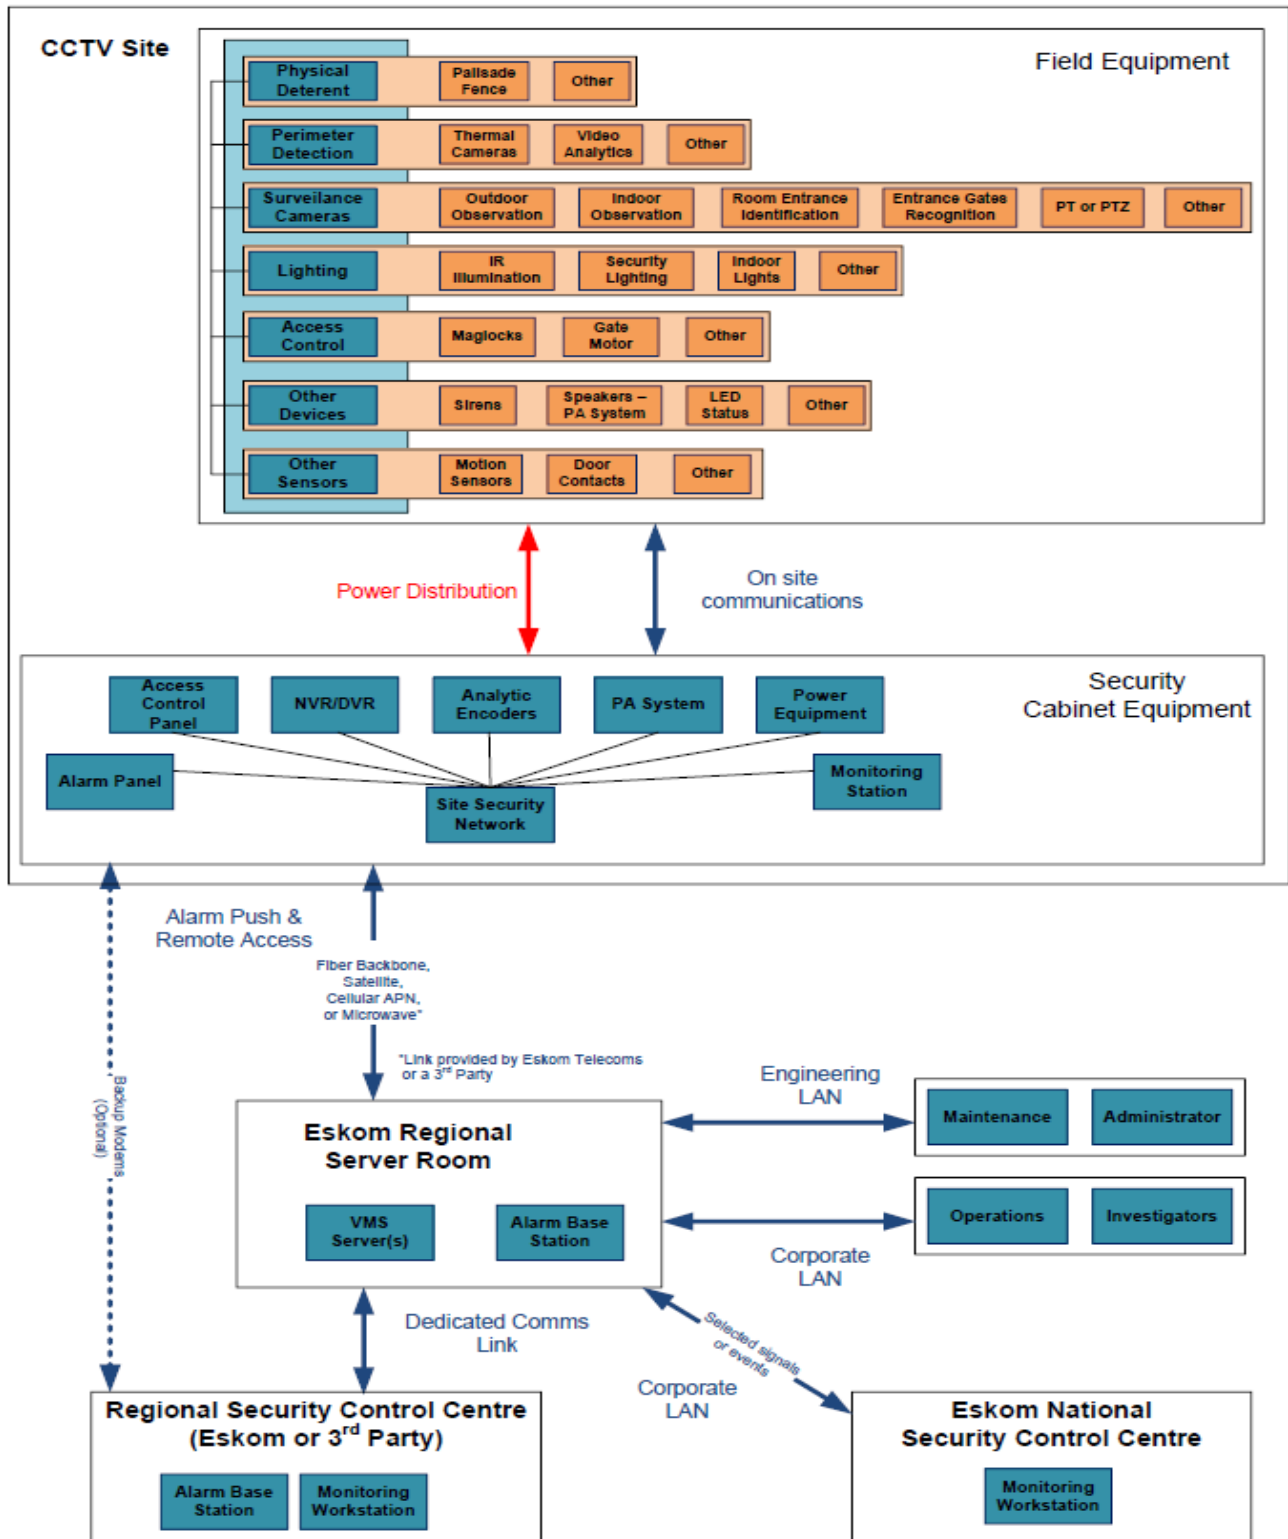 CCTV Site
Field Equipment
Physical
Deterent
Palisade
Fence
Other
Perimeter
Detection
Thermal
Cameras
Video
Analytics
Other
Surveilance
Cameras
Outdoor
Observation
Indoor
Observation
Room Entrance
Identification
Entrance Gates
Recognition
PT or PTZ
Other
Lighting
IR
Illumination
Security
Lighting
Indoor
Lights
Other
Access
Control
Maglocks
Gate
Motor
Other
Other
Devices
Sirens
Speakers –
PA System
LED
Status
Other
Other
Sensors
Motion
Sensors
Door
Contacts
Other
Power Distribution
On site
communications
Security
Cabinet Equipment
Access
Control
Panel
NVR/DVR
Analytic
Encoders
PA System
Power
Equipment
Alarm Panel
Site Security
Network
Monitoring
Station
Alarm Push &
Remote Access
Fiber Backbone,
Satellite,
Cellular APN,
or Microwave*
*Link provided by Eskom Telecoms
or a 3rd Party
Backup Modems
(Optional)
Eskom Regional
Server Room
VMS
Server(s)
Alarm Base
Station
Engineering
LAN
Maintenance
Administrator
Operations
Investigators
Corporate
LAN
Dedicated Comms
Link
Selected signals
or events
Corporate
LAN
Regional Security Control Centre
(Eskom or 3rd Party)
Alarm Base
Station
Monitoring
Workstation
Eskom National
Security Control Centre
Monitoring
Workstation